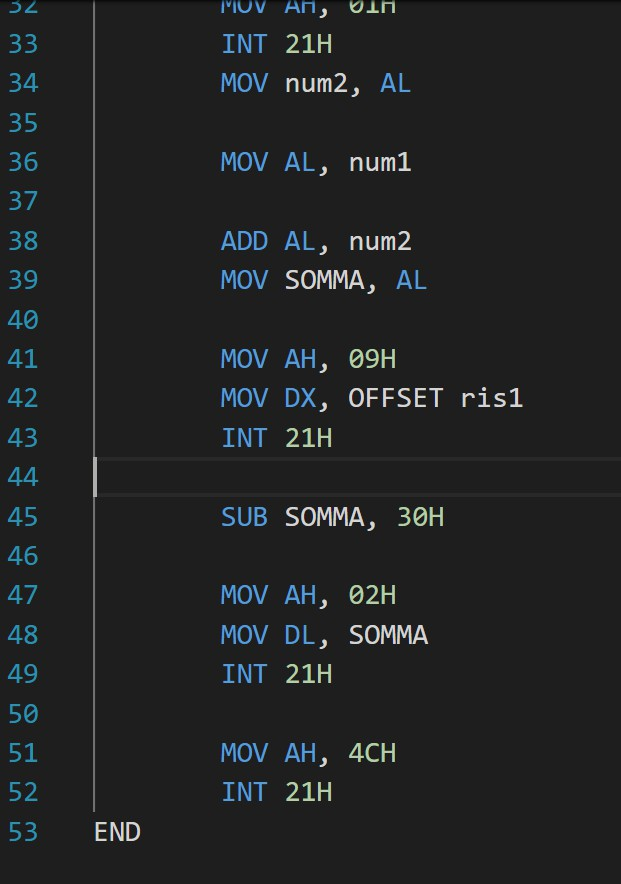 32 MOV AH, 01H
33 INT 21H
34 MOV num2, AL
35
36 MOV AL, num1
37
38 ADD AL, num2
39 MOV SOMMA, AL
40
41 MOV AH, 09H
42 MOV DX, OFFSET ris1
43 INT 21H
44
45 SUB SOMMA, 30H
46
47 MOV AH, 02H
48 MOV DL, SOMMA
49 INT 21H
50
51 MOV AH, 4CH
52 INT 21H
53 END